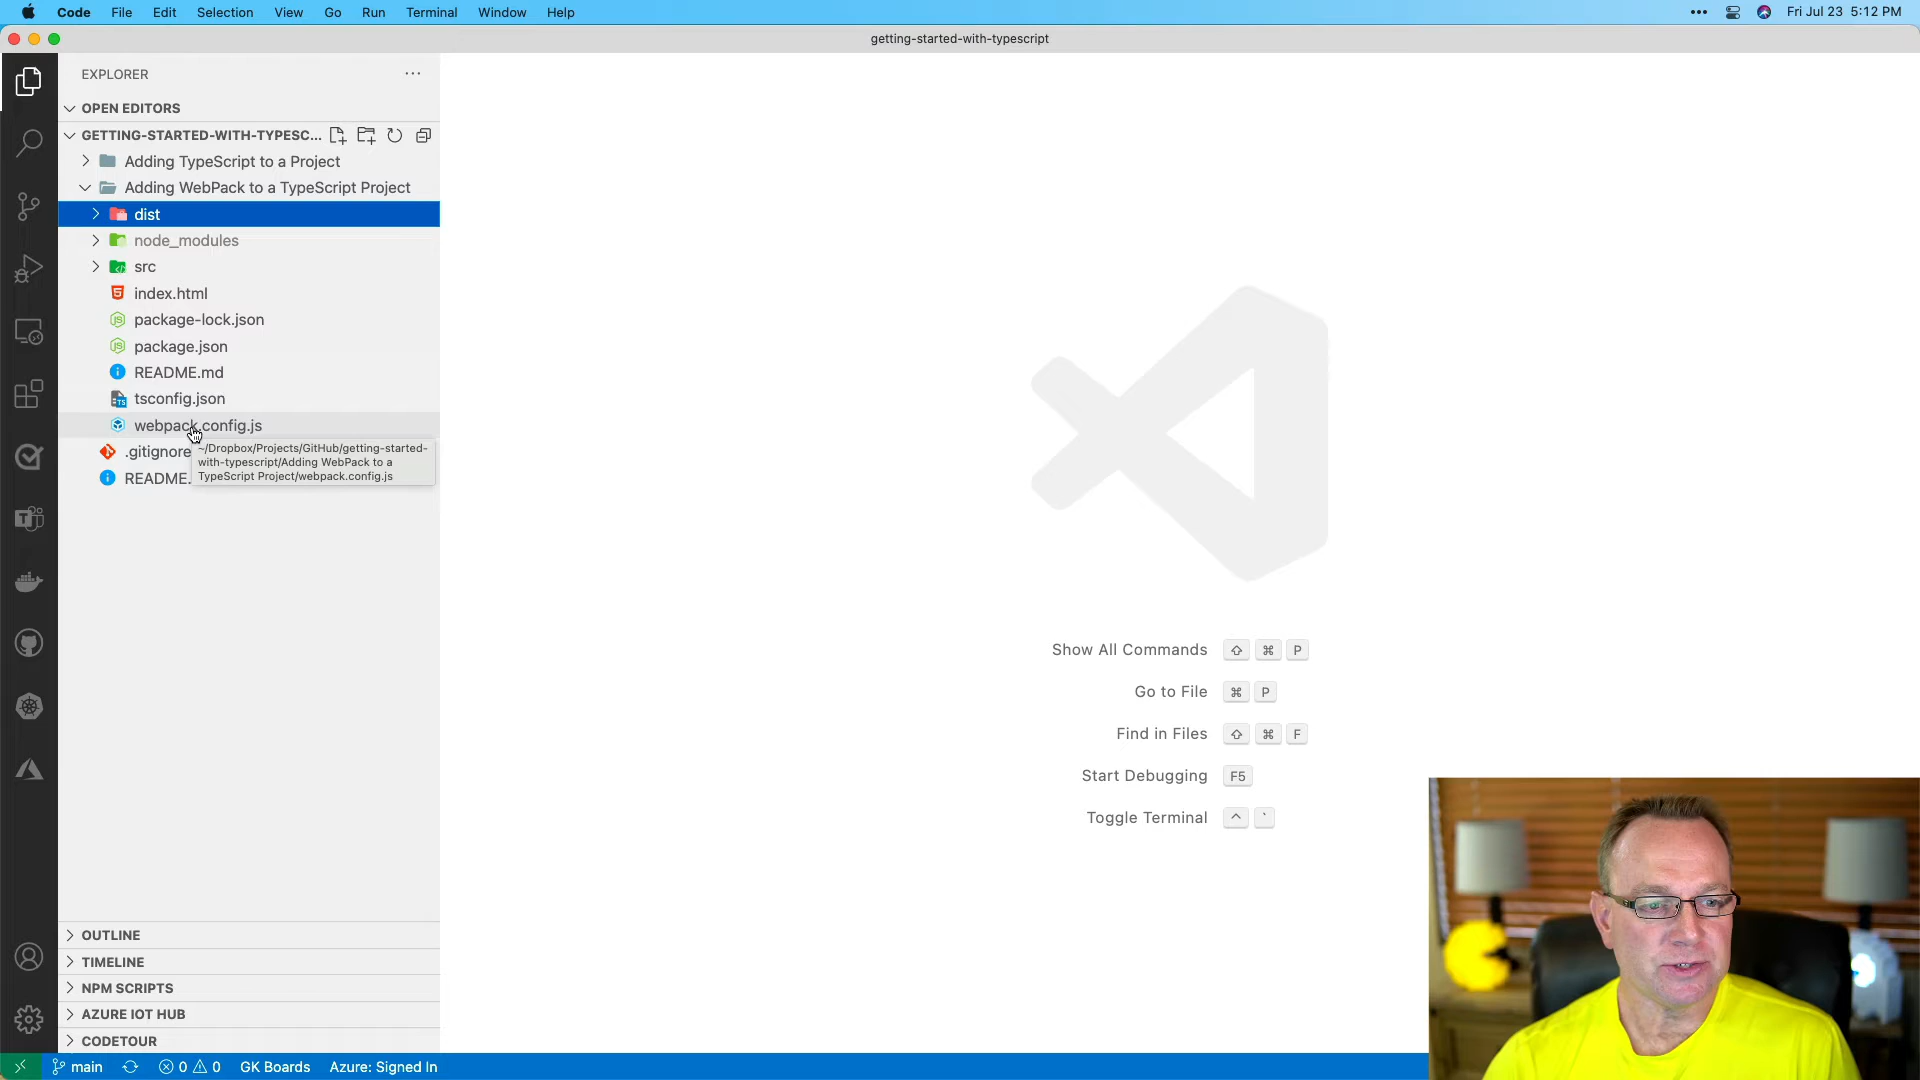 Code File Edit Selection View Go Run Terminal Window Help
Fri Jul 23 5:12 PM
getting-started-with-typescript
EXPLORER
OPEN EDITORS
GETTING-STARTED-WITH-TYPESC...
Adding TypeScript to a Project
Adding WebPack to a TypeScript Project
dist
node_modules
src
index.html
package-lock.json
package.json
README.md
tsconfig.json
webpack.config.js
.gitignore
~/Dropbox/Projects/GitHub/getting-started-
with-typescript/Adding WebPack to a
TypeScript Project/webpack.config.js
README.
Show All Commands ⇧ ⌘ P
Go to File ⌘ P
Find in Files ⇧ ⌘ F
Start Debugging F5
Toggle Terminal ^ `
OUTLINE
TIMELINE
NPM SCRIPTS
AZURE IOT HUB
CODETOUR
main 0 0 GK Boards Azure: Signed In